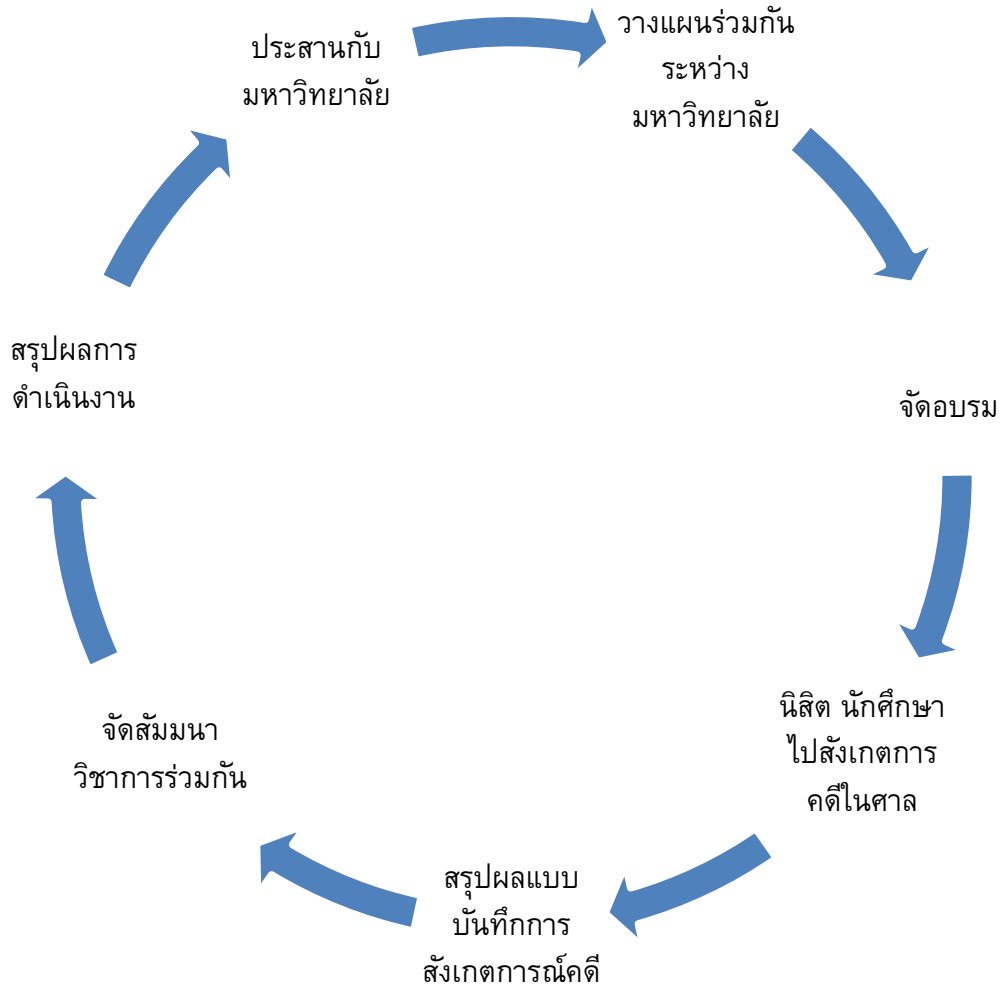 ประสานกับ
มหาวิทยาลัย
วางแผนร่วมกัน
ระหว่าง
มหาวิทยาลัย
จัดอบรม
นิสิต นักศึกษา
ไปสังเกตการ
คดีในศาล
สรุปผลแบบ
บันทึกการ
สังเกตการณ์คดี
จัดสัมมนา
วิชาการร่วมกัน
สรุปผลการ
ดำเนินงาน